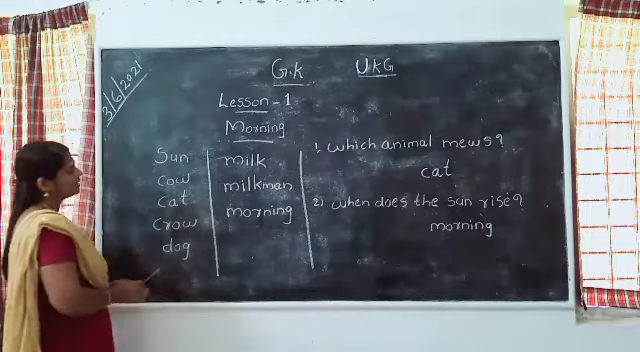 3/6/2021
G.K UKG
Lesson-1
Morning
Sun
cow
cat
crow
dog
milk
milkman
morning
1. which animal mews?
cat
2) when does the sun rise?
morning